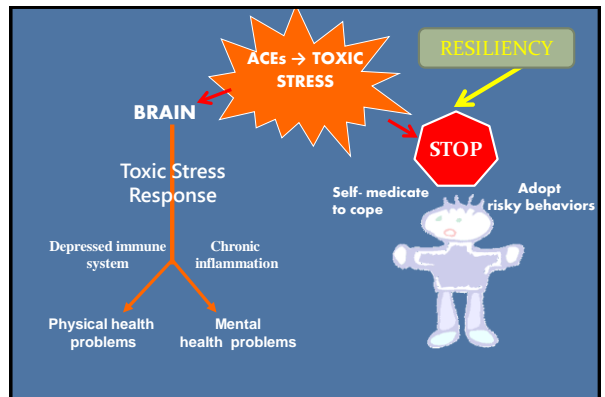 ACEs → TOXIC
STRESS
RESILIENCY
BRAIN
STOP
Toxic Stress
Response
Self- medicate
to cope
Adopt
risky behaviors
Depressed immune
system
Chronic
inflammation
Physical health
problems
Mental
health problems